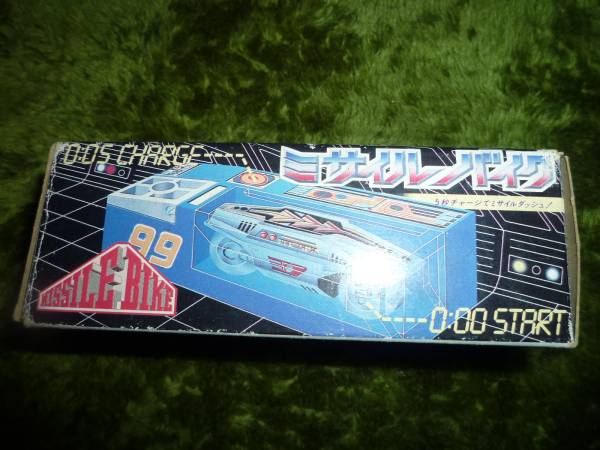 0:05 CHARGE----
ミサイルバイク
5秒チャージでミサイルダッシュ!
99
MISSILE BIKE
----0:00 START